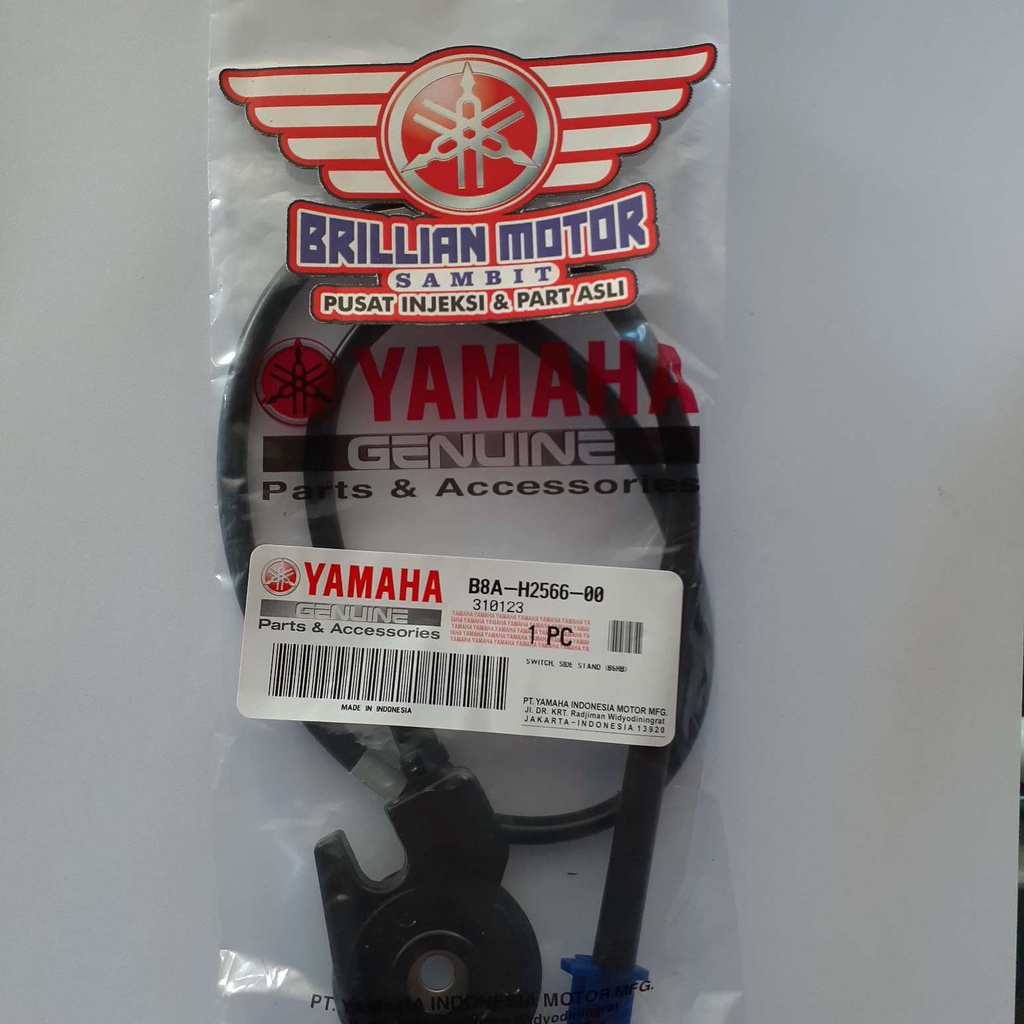 BRILLIAN MOTOR
SAMBIT
PUSAT INJEKSI & PART ASLI
YAMAHA
GENUINE
Parts & Accessories
YAMAHA
GENUINE
Parts & Accessories
B8A-H2566-00
310123
1 PC
SWITCH, SIDE STAND
MADE IN INDONESIA
PT. YAMAHA INDONESIA MOTOR MFG.
Jl. DR. KRT. Radjiman Widyodiningrat
JAKARTA-INDONESIA 13920
PT. YAMAHA INDONESIA MOTOR MFG.
Radjiman Widyodiningrat